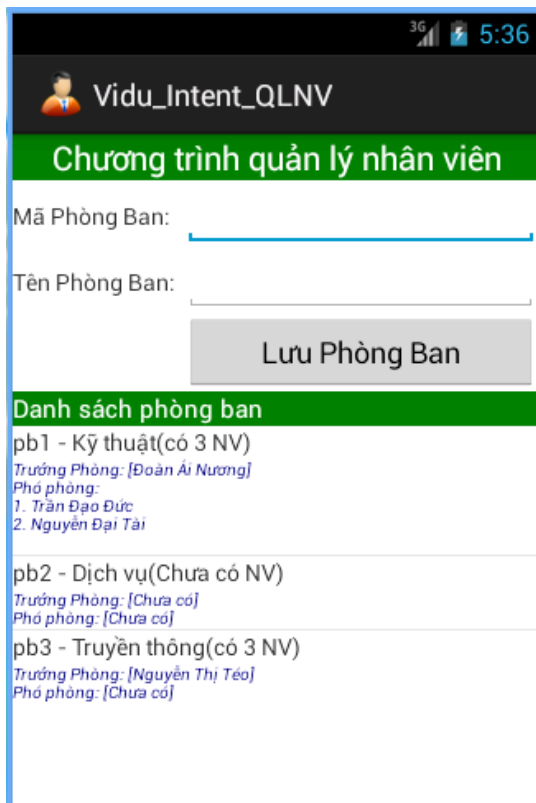 3G 5:36
Vidu_Intent_QLNV
Chương trình quản lý nhân viên
Mã Phòng Ban:
Tên Phòng Ban:
Lưu Phòng Ban
Danh sách phòng ban
pb1 - Kỹ thuật(có 3 NV)
Trưởng Phòng: [Đoàn Ái Nương]
Phó phòng:
1. Trần Đạo Đức
2. Nguyễn Đại Tài
pb2 - Dịch vụ(Chưa có NV)
Trưởng Phòng: [Chưa có]
Phó phòng: [Chưa có]
pb3 - Truyền thông(có 3 NV)
Trưởng Phòng: [Nguyễn Thị Téo]
Phó phòng: [Chưa có]